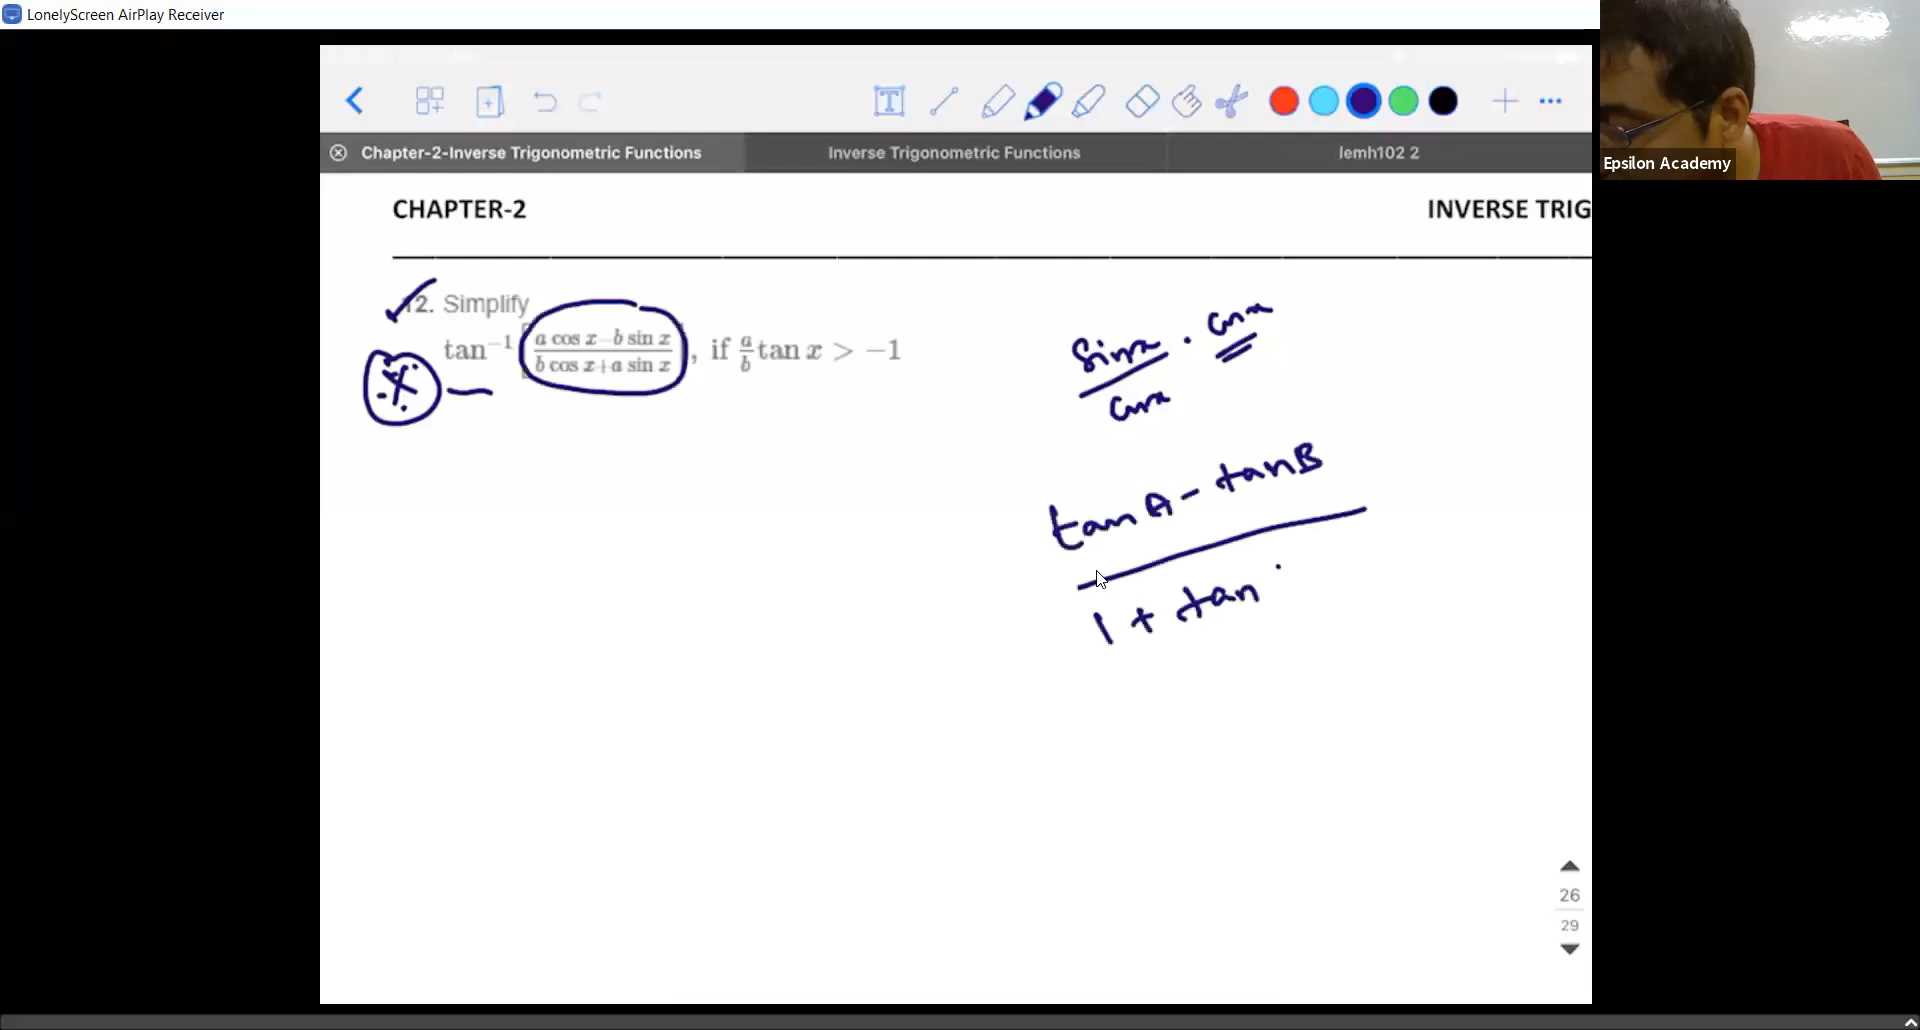 LonelyScreen AirPlay Receiver
Chapter-2-Inverse Trigonometric Functions
Inverse Trigonometric Functions
lemh102 2
Epsilon Academy
CHAPTER-2
INVERSE TRIG
12. Simplify
tan⁻¹ [(a cos x−b sin x)/(b cos x+a sin x)], if a/b tan x > −1
sinx/cosx · cosx
tanA - tanB
1 + tan
26
29